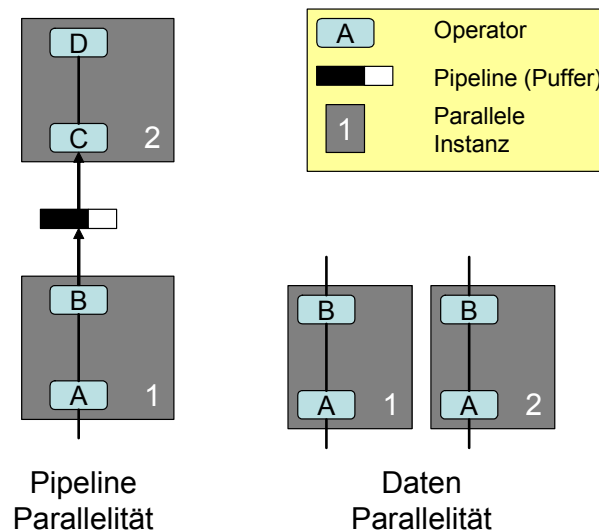 D
C 2
B
A 1
Pipeline
Parallelität
A Operator
Pipeline (Puffer)
1 Parallele
Instanz
B
A 1
B
A 2
Daten
Parallelität